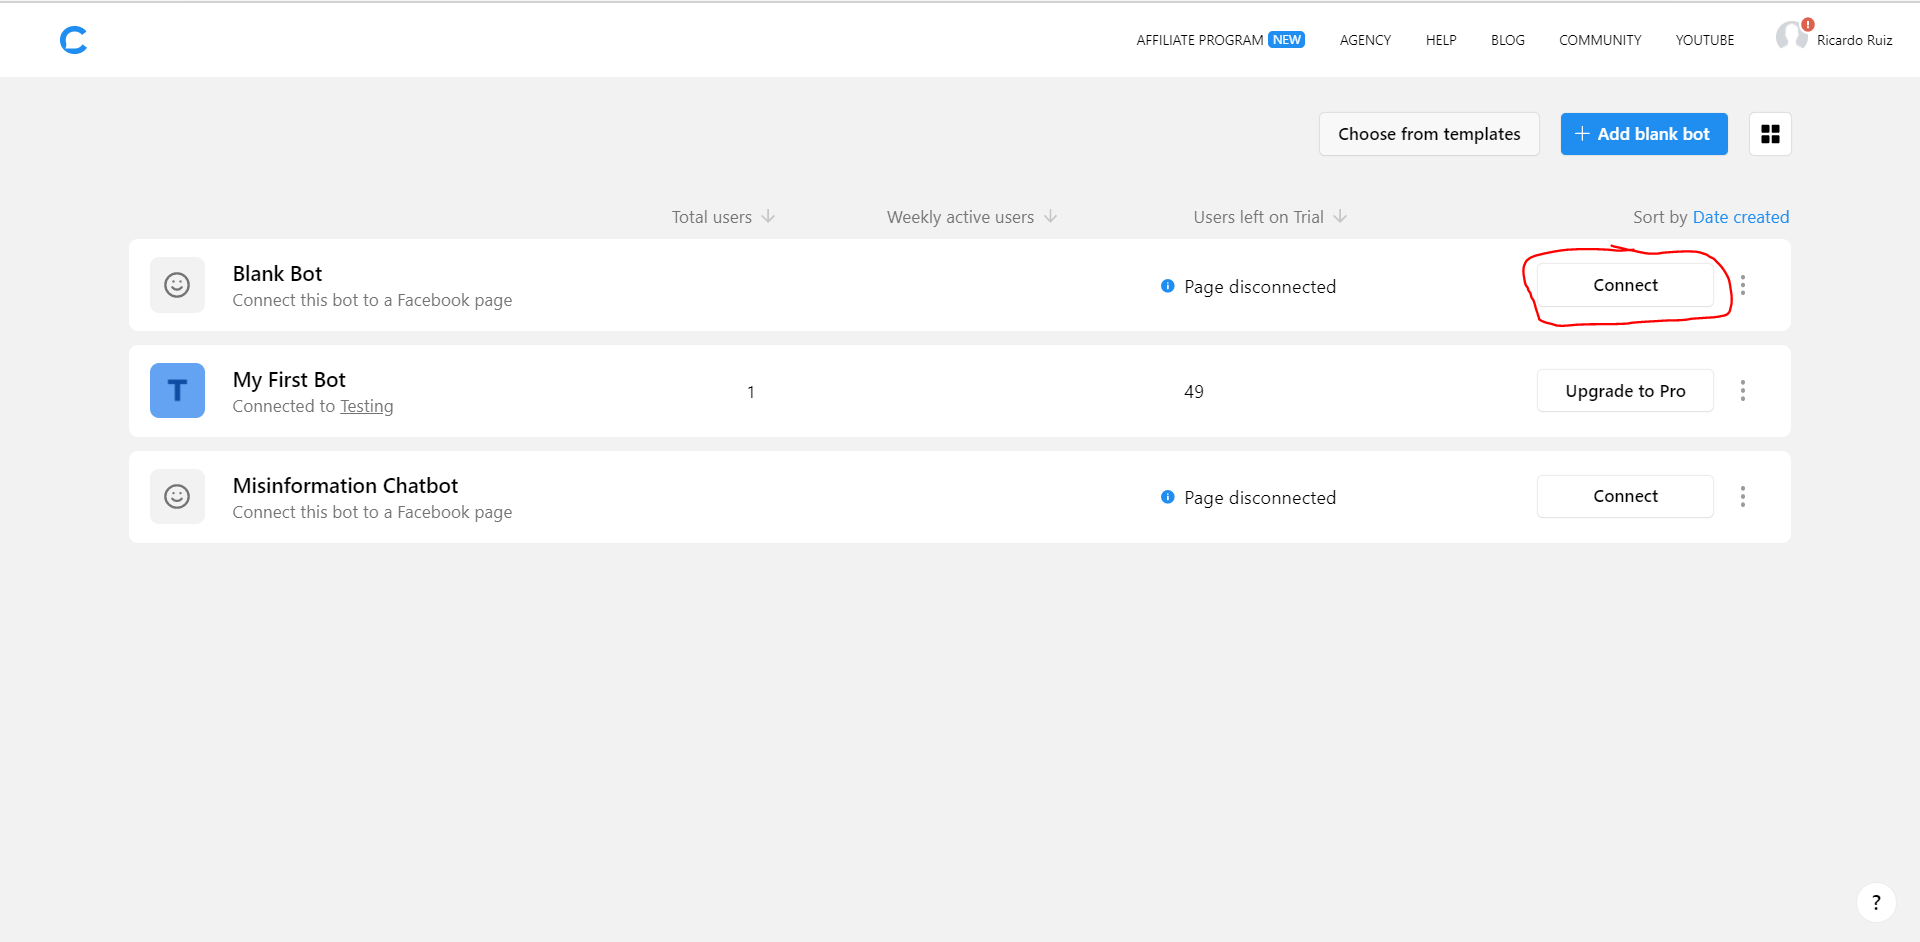 AFFILIATE PROGRAM NEW AGENCY HELP BLOG COMMUNITY YOUTUBE ! Ricardo Ruiz
Choose from templates + Add blank bot
Total users Weekly active users Users left on Trial Sort by Date created
Blank Bot
Connect this bot to a Facebook page
Page disconnected
Connect
My First Bot
T
Connected to Testing
1
49
Upgrade to Pro
Misinformation Chatbot
Connect this bot to a Facebook page
Page disconnected
Connect
?